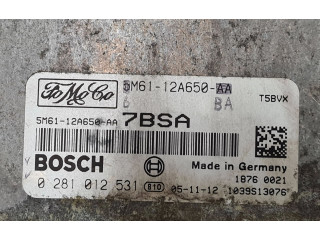 FoMoCo
5M61-12A650-AA
6 BA
T5BVX
5M61-12A650-AA 7BSA
BOSCH
Made in Germany
1876 0021
0 281 012 531 810 05-11-12 1039S13076*